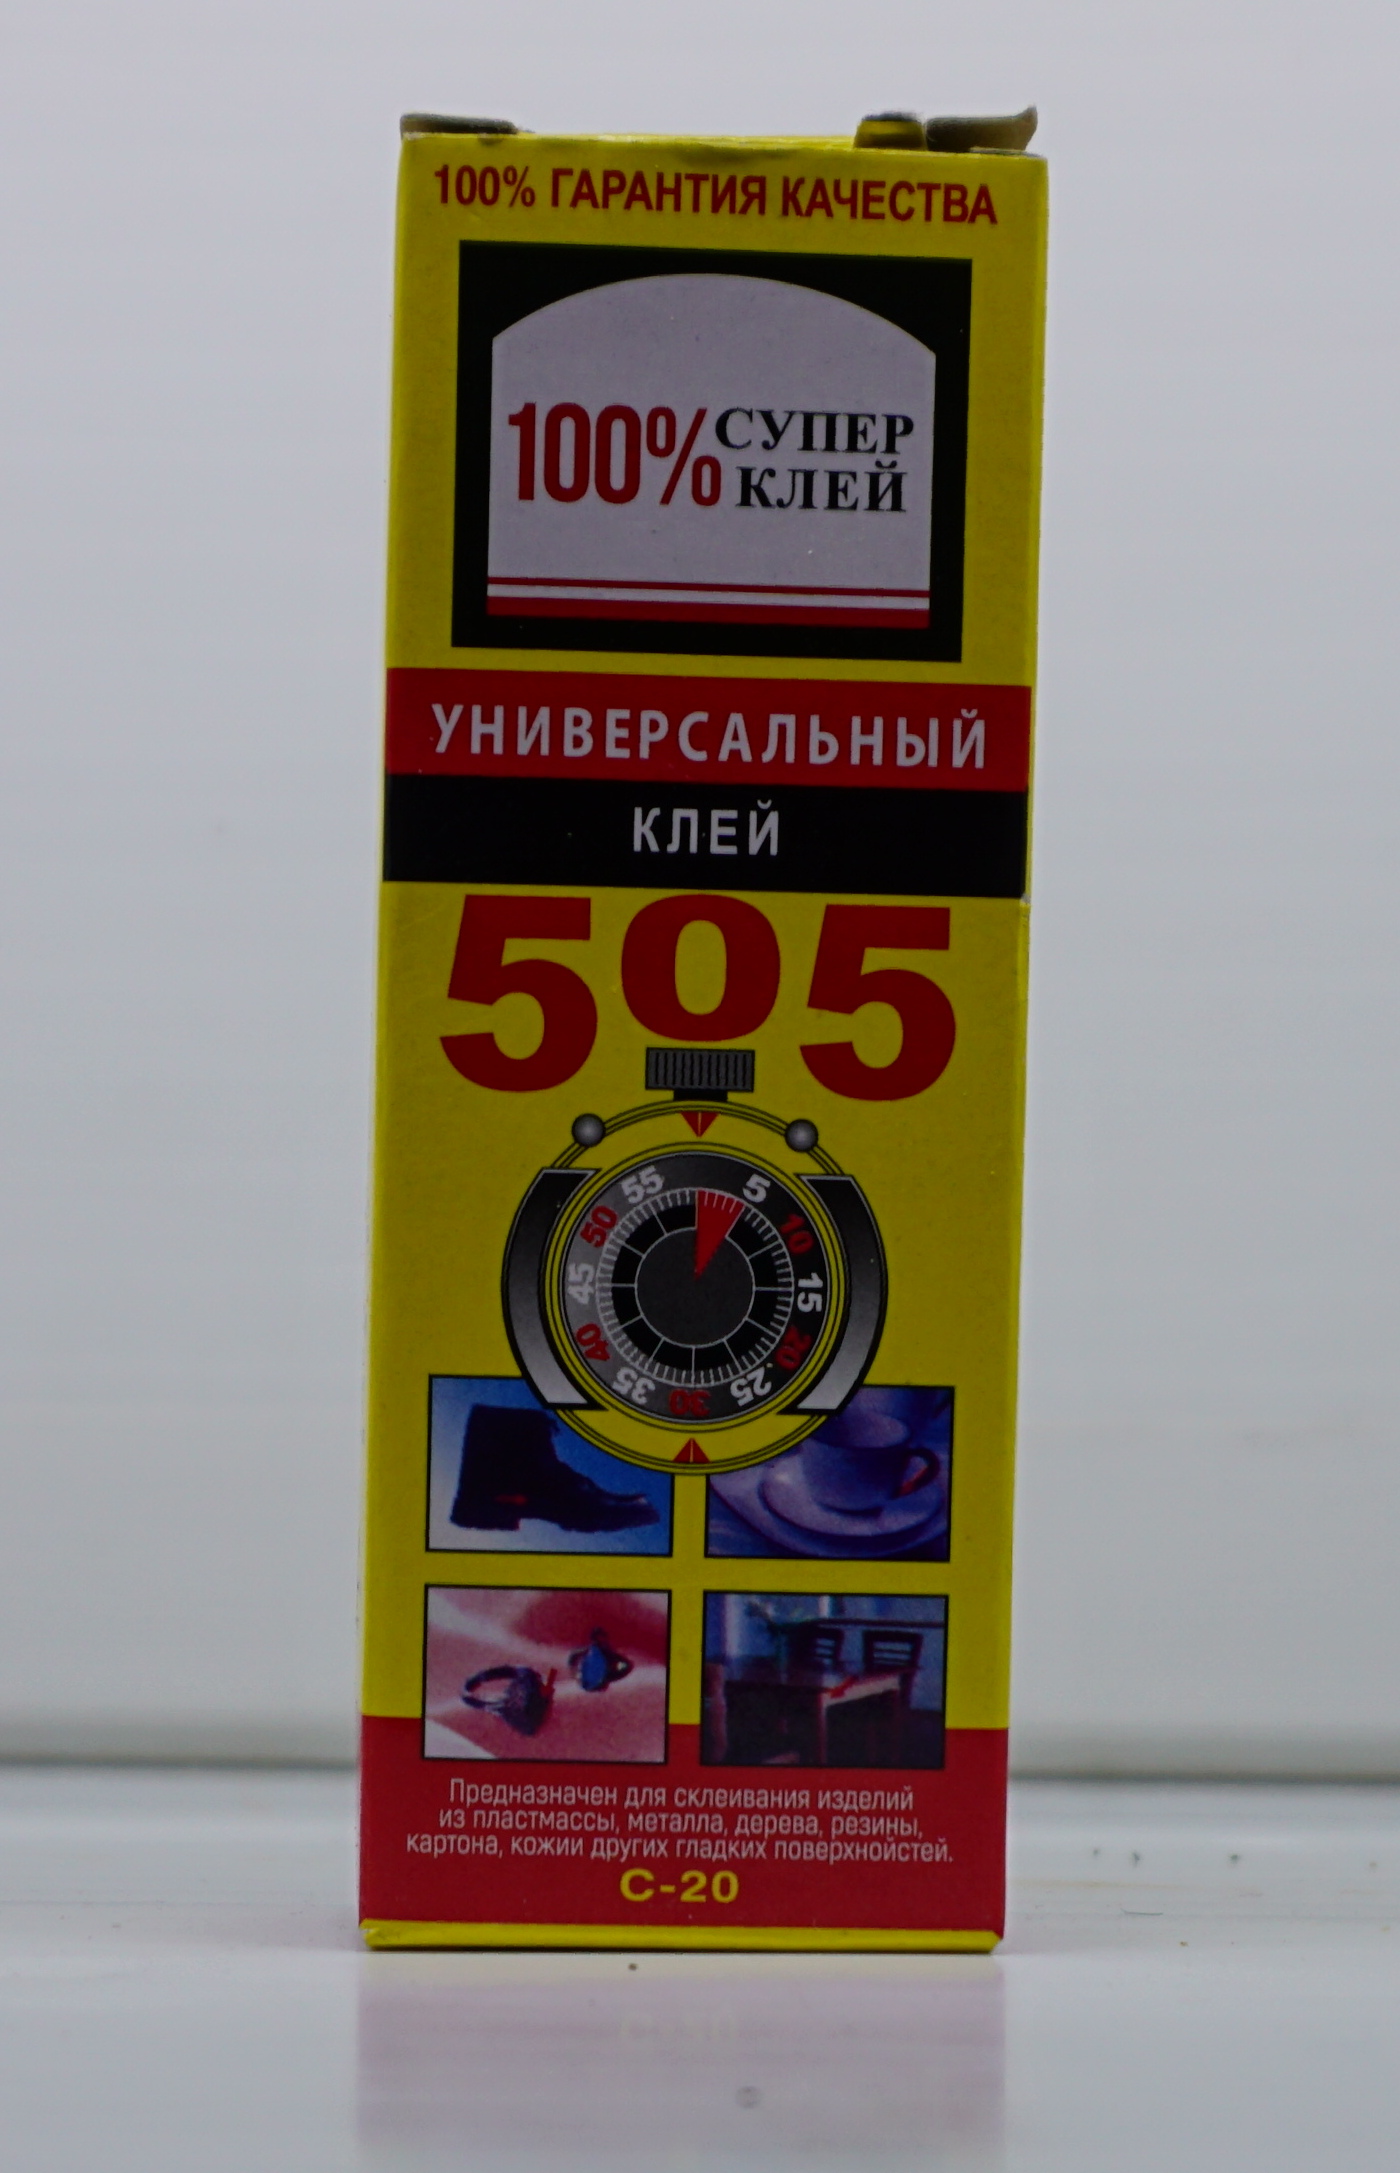 100% ГАРАНТИЯ КАЧЕСТВА
100% СУПЕР
КЛЕЙ
УНИВЕРСАЛЬНЫЙ
КЛЕЙ
505
55 5
50 10
45 15
40 20
35 30 25
Предназначен для склеивания изделий
из пластмассы, металла, дерева, резины,
картона, кожии других гладких поверхнойстей.
С-20